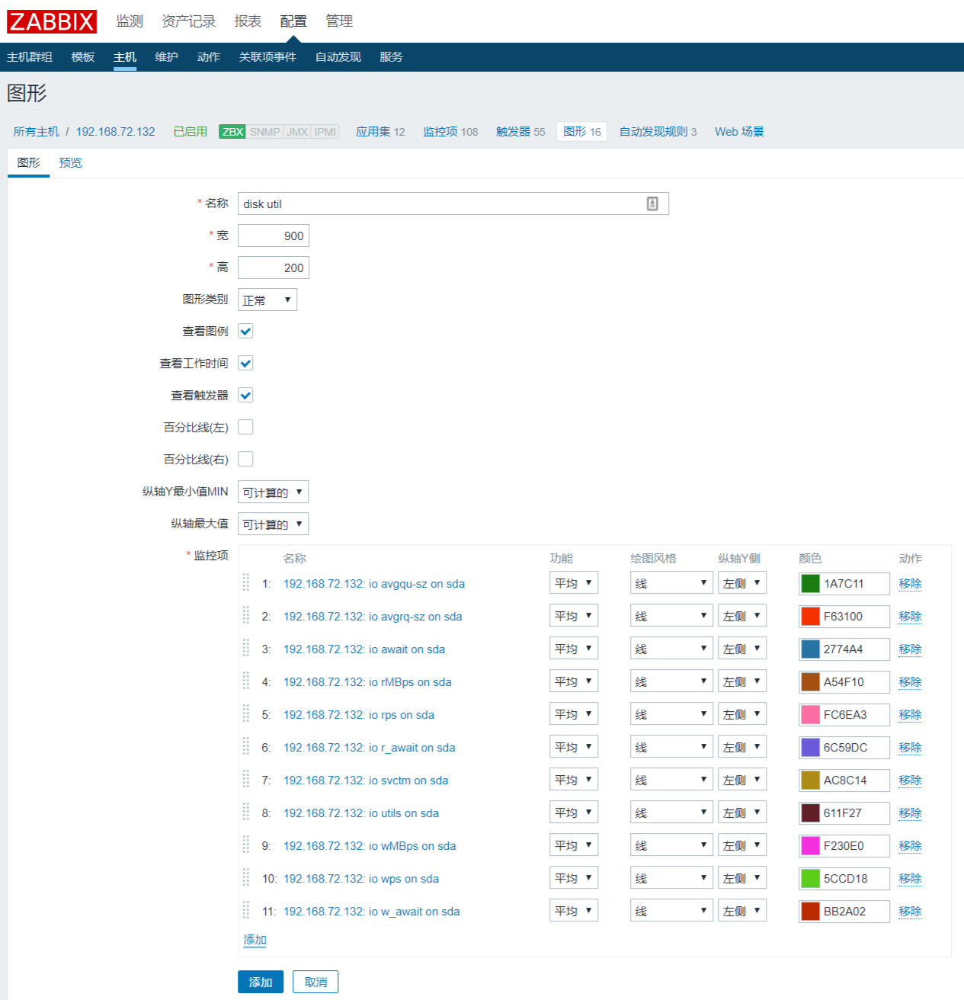 ZABBIX 监测 资产记录 报表 配置 管理
主机群组 模板 主机 维护 动作 关联项事件 自动发现 服务
图形
所有主机 / 192.168.72.132 已启用 ZBX SNMP JMX IPMI 应用集 12 监控项 108 触发器 55 图形 16 自动发现规则 3 Web 场景
图形 预览
* 名称 disk util
* 宽 900
* 高 200
图形类别 正常 ▼
查看图例
查看工作时间
查看触发器
百分比线(左)
百分比线(右)
纵轴Y最小值MIN 可计算的 ▼
纵轴最大值 可计算的 ▼
* 监控项 名称 功能 绘图风格 纵轴Y侧 颜色 动作
1: 192.168.72.132: io avgqu-sz on sda 平均 ▼ 线 ▼ 左侧 ▼ 1A7C11 移除
2: 192.168.72.132: io avgrq-sz on sda 平均 ▼ 线 ▼ 左侧 ▼ F63100 移除
3: 192.168.72.132: io await on sda 平均 ▼ 线 ▼ 左侧 ▼ 2774A4 移除
4: 192.168.72.132: io rMBps on sda 平均 ▼ 线 ▼ 左侧 ▼ A54F10 移除
5: 192.168.72.132: io rps on sda 平均 ▼ 线 ▼ 左侧 ▼ FC6EA3 移除
6: 192.168.72.132: io r_await on sda 平均 ▼ 线 ▼ 左侧 ▼ 6C59DC 移除
7: 192.168.72.132: io svctm on sda 平均 ▼ 线 ▼ 左侧 ▼ AC8C14 移除
8: 192.168.72.132: io utils on sda 平均 ▼ 线 ▼ 左侧 ▼ 611F27 移除
9: 192.168.72.132: io wMBps on sda 平均 ▼ 线 ▼ 左侧 ▼ F230E0 移除
10: 192.168.72.132: io wps on sda 平均 ▼ 线 ▼ 左侧 ▼ 5CCD18 移除
11: 192.168.72.132: io w_await on sda 平均 ▼ 线 ▼ 左侧 ▼ BB2A02 移除
添加
添加 取消